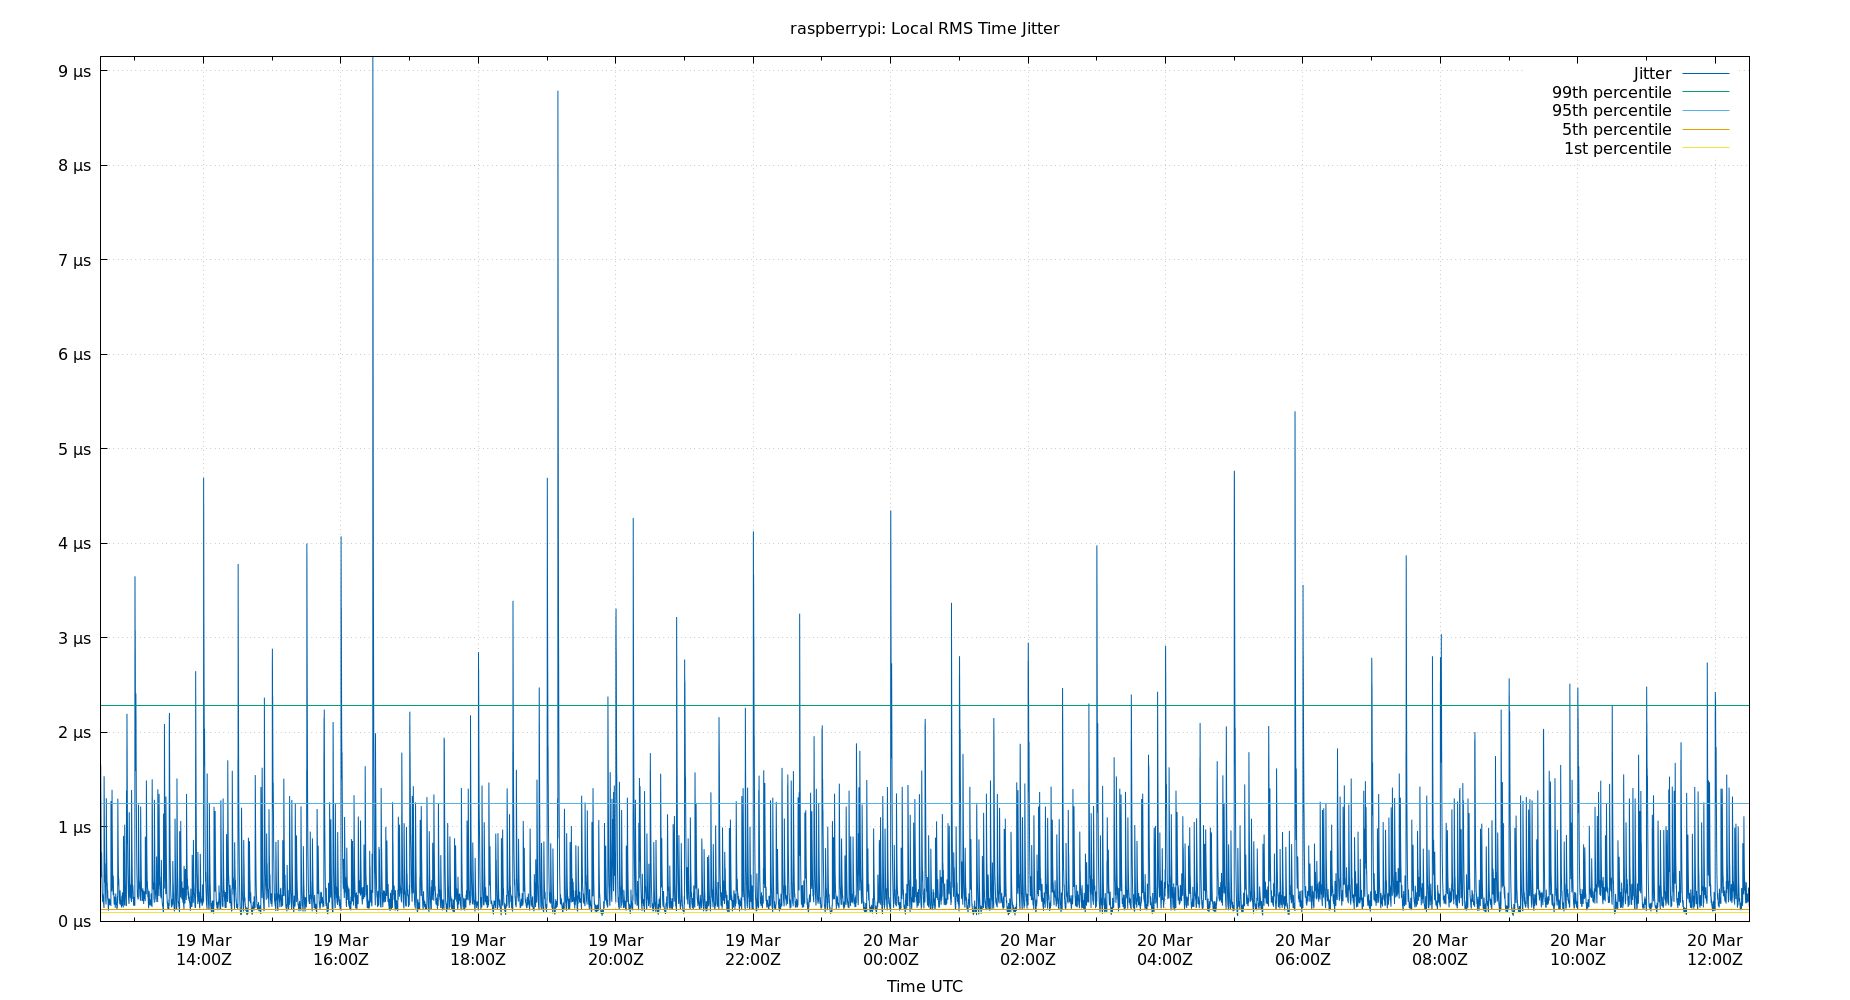 raspberrypi: Local RMS Time Jitter
9 µs
8 µs
7 µs
6 µs
5 µs
4 µs
3 µs
2 µs
1 µs
0 µs
Jitter
99th percentile
95th percentile
5th percentile
1st percentile
19 Mar
14:00Z
19 Mar
16:00Z
19 Mar
18:00Z
19 Mar
20:00Z
19 Mar
22:00Z
20 Mar
00:00Z
20 Mar
02:00Z
20 Mar
04:00Z
20 Mar
06:00Z
20 Mar
08:00Z
20 Mar
10:00Z
20 Mar
12:00Z
Time UTC